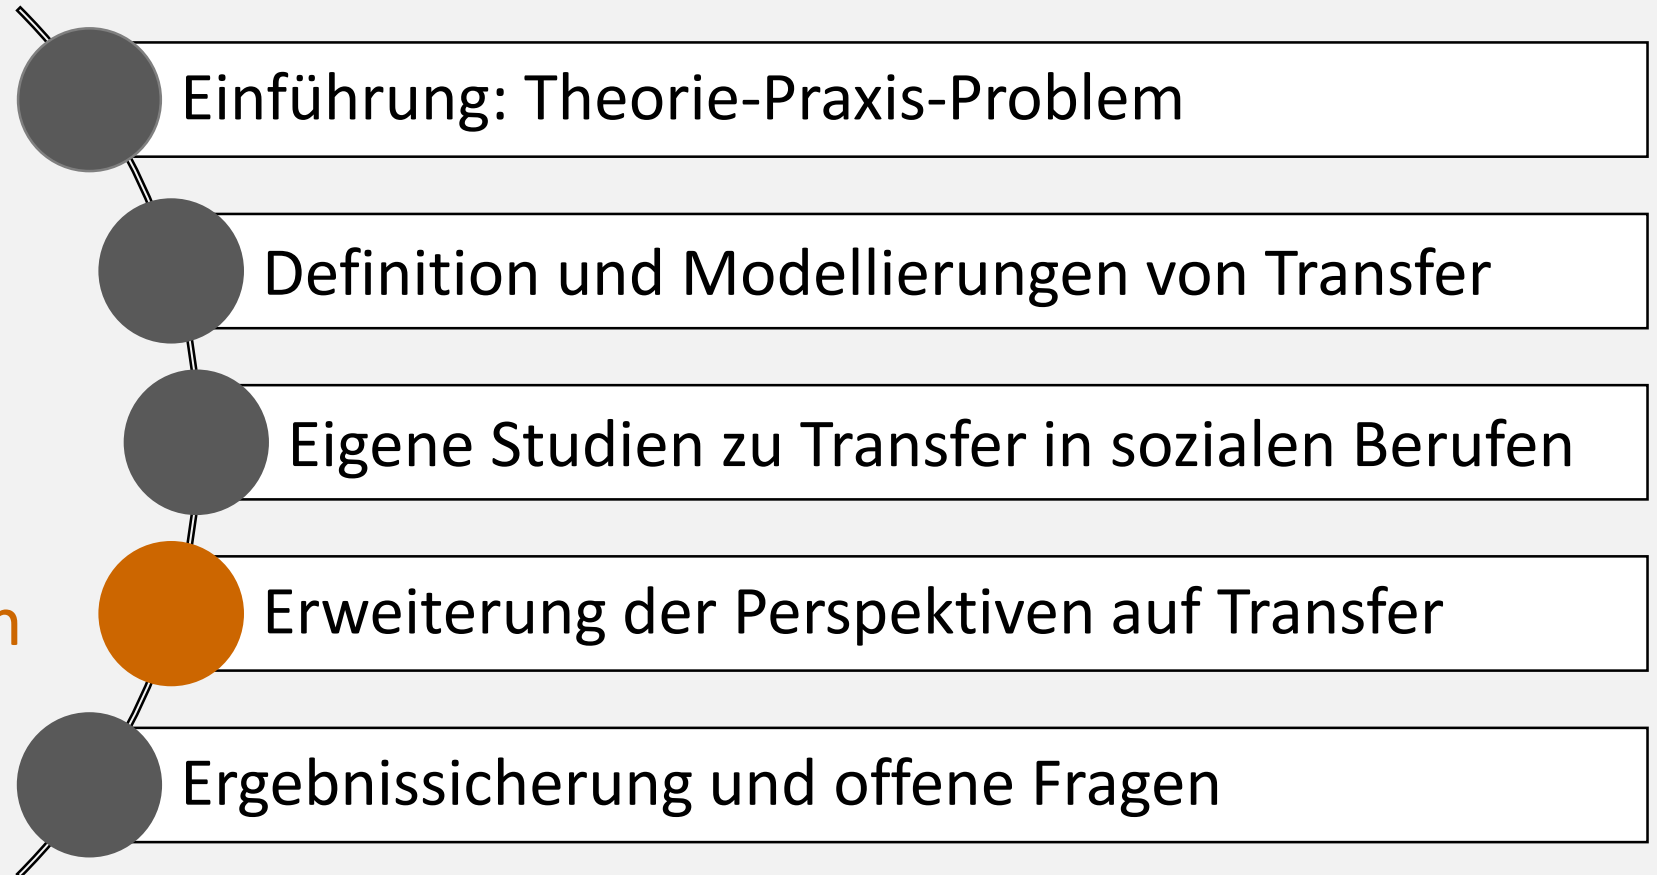 Einführung: Theorie-Praxis-Problem
Definition und Modellierungen von Transfer
Eigene Studien zu Transfer in sozialen Berufen
Erweiterung der Perspektiven auf Transfer
Ergebnissicherung und offene Fragen